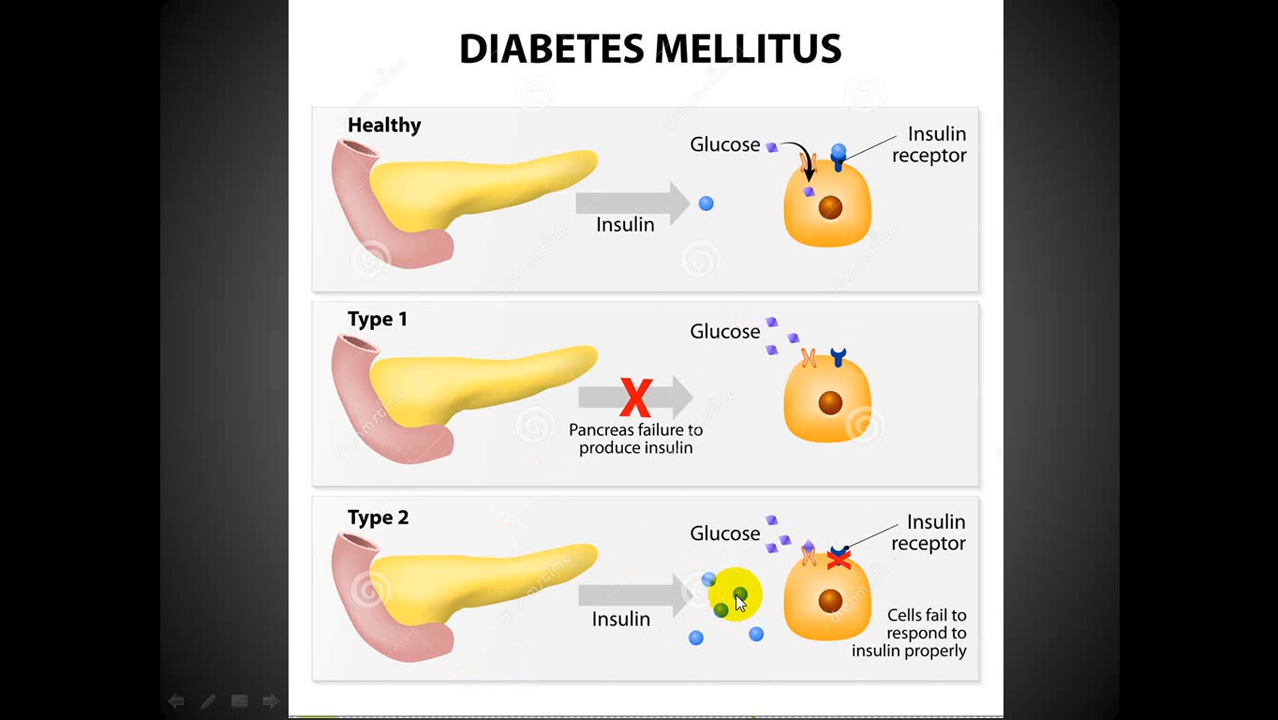 DIABETES MELLITUS
Healthy
Glucose
Insulin
receptor
Insulin
Type 1
Glucose
X
Pancreas failure to
produce insulin
Type 2
Glucose
Insulin
receptor
Insulin
Cells fail to
respond to
insulin properly